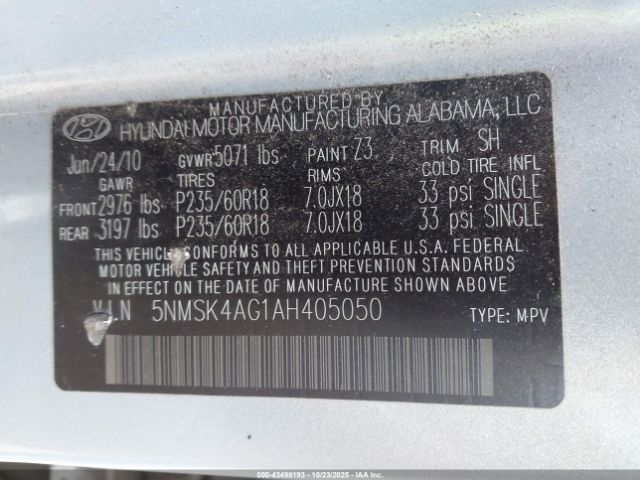 MANUFACTURED BY
HYUNDAI MOTOR MANUFACTURING ALABAMA, LLC
Jun/24/10 GVWR 5071 lbs PAINT Z3 TRIM SH
GAWR TIRES RIMS COLD TIRE INFL
FRONT 2976 lbs P235/60R18 7.0JX18 33 psi SINGLE
REAR 3197 lbs P235/60R18 7.0JX18 33 psi SINGLE
THIS VEHICLE CONFORMS TO ALL APPLICABLE U.S.A. FEDERAL
MOTOR VEHICLE SAFETY AND THEFT PREVENTION STANDARDS
IN EFFECT ON THE DATE OF MANUFACTURE SHOWN ABOVE
V.I.N 5NMSK4AG1AH405050 TYPE: MPV
000-43498193 - 10/23/2025 - IAA Inc.